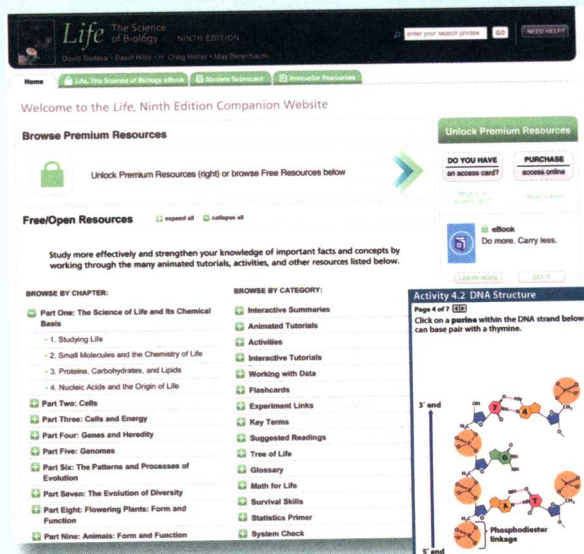 Life The Science of Biology NINTH EDITION
David Sadava • David Hillis • H. Craig Heller • May Berenbaum
enter your search phrase GO NEED HELP?
Home Life, The Science of Biology eBook Student Scorecard Instructor Resources
Welcome to the Life, Ninth Edition Companion Website
Browse Premium Resources
Unlock Premium Resources (right) or browse Free Resources below
Free/Open Resources expand all collapse all
Study more effectively and strengthen your knowledge of important facts and concepts by
working through the many animated tutorials, activities, and other resources listed below.
BROWSE BY CHAPTER:
Part One: The Science of Life and Its Chemical
Basis
• 1. Studying Life
• 2. Small Molecules and the Chemistry of Life
• 3. Proteins, Carbohydrates, and Lipids
• 4. Nucleic Acids and the Origin of Life
Part Two: Cells
Part Three: Cells and Energy
Part Four: Genes and Heredity
Part Five: Genomes
Part Six: The Patterns and Processes of
Evolution
Part Seven: The Evolution of Diversity
Part Eight: Flowering Plants: Form and
Function
Part Nine: Animals: Form and Function
BROWSE BY CATEGORY:
Interactive Summaries
Animated Tutorials
Activities
Interactive Tutorials
Working with Data
Flashcards
Experiment Links
Key Terms
Suggested Readings
Tree of Life
Glossary
Math for Life
Survival Skills
Statistics Primer
System Check
Unlock Premium Resources
DO YOU HAVE
an access card?
PURCHASE
access online
eBook
Do more. Carry less.
LEARN MORE GET IT
Activity 4.2 DNA Structure
Page 4 of 7
Click on a purine within the DNA strand below
can base pair with a thymine.
3' end
T A
G
A T
Phosphodiester
linkage
5' end